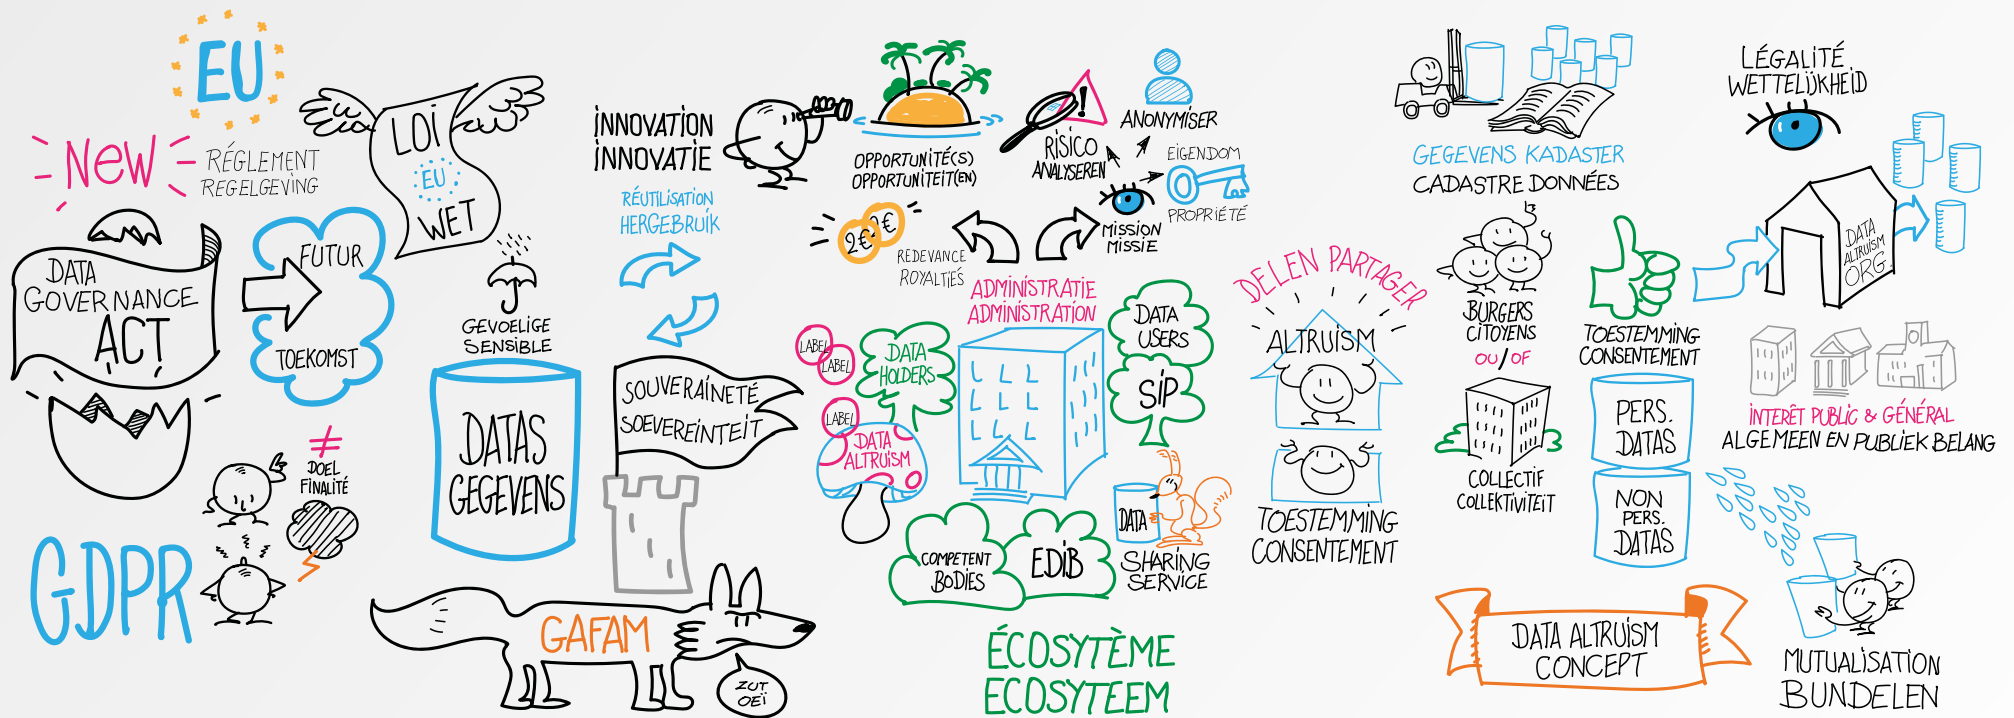 EU
NEW
RÉGLEMENT
REGELGEVING
LOI
EU
WET
DATA
GOVERNANCE
ACT!
FUTUR
TOEKOMST
≠
DOEL
FINALITÉ
GDPR
GEVOELIGE
SENSIBLE
DATAS
GEGEVENS
INNOVATION
INNOVATIE
RÉUTILISATION
HERGEBRUIK
SOUVERAINETÉ
SOEVEREINTEIT
GAFAM
ZUT
OEÏ
OPPORTUNITÉ(S)
OPPORTUNITEIT(EN)
!
RISICO
ANALYSEREN
ANONYMISER
EIGENDOM
PROPRIÉTÉ
MISSION
MISSIE
2€
2€
REDEVANCE
ROYALTIES
ADMINISTRATIE
ADMINISTRATION
LABEL
LABEL
DATA
HOLDERS
LABEL
DATA
ALTRUISM
DATA
USERS
SIP
DATA
SHARING
SERVICE
COMPETENT
BODIES
EDIB
ÉCOSYTÈME
ECOSYTEEM
DELEN PARTAGER
ALTRUISM
TOESTEMMING
CONSENTEMENT
GEGEVENS KADASTER
CADASTRE DONNÉES
BURGERS
CITOYENS
OU/OF
COLLECTIF
COLLEKTIVITEIT
TOESTEMMING
CONSENTEMENT
PERS.
DATAS
NON
PERS.
DATAS
LÉGALITÉ
WETTELIJKHEID
DATA
ALTRUISM
ORG
INTERÊT PUBLIC & GÉNÉRAL
ALGEMEEN EN PUBLIEK BELANG
DATA ALTRUISM
CONCEPT
MUTUALISATION
BUNDELEN